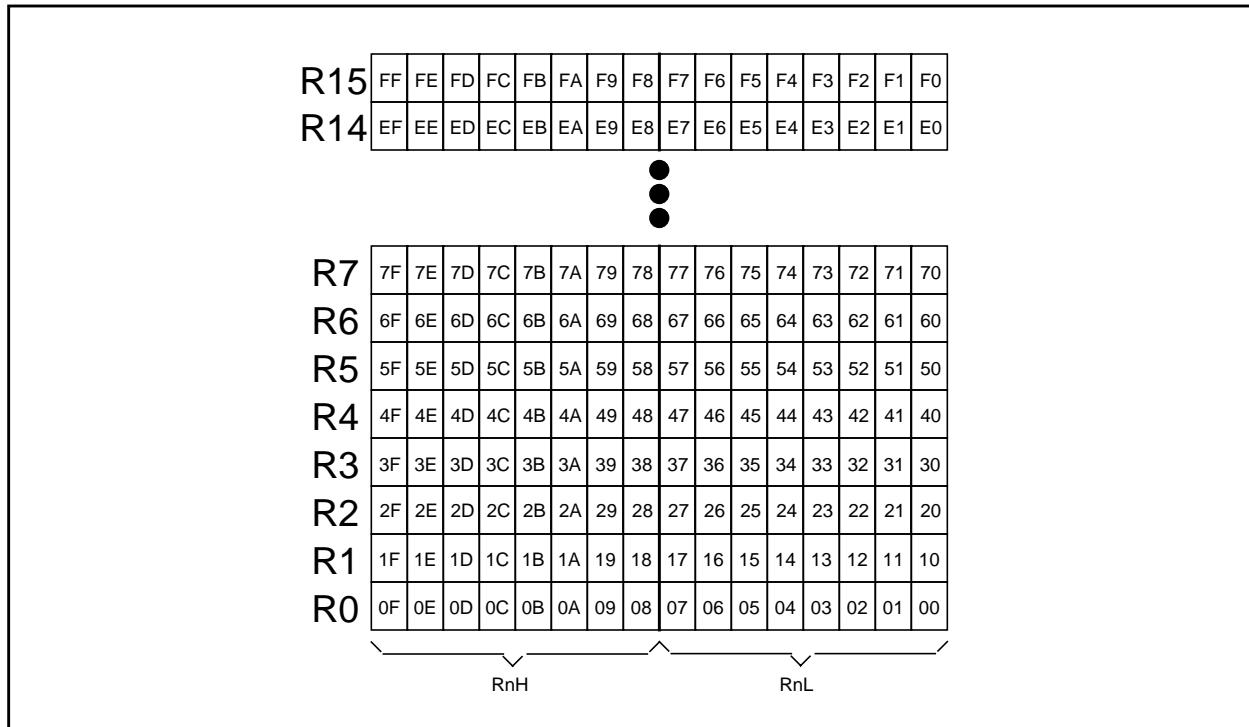 R15 FF FE FD FC FB FA F9 F8 F7 F6 F5 F4 F3 F2 F1 F0
R14 EF EE ED EC EB EA E9 E8 E7 E6 E5 E4 E3 E2 E1 E0
R7 7F 7E 7D 7C 7B 7A 79 78 77 76 75 74 73 72 71 70
R6 6F 6E 6D 6C 6B 6A 69 68 67 66 65 64 63 62 61 60
R5 5F 5E 5D 5C 5B 5A 59 58 57 56 55 54 53 52 51 50
R4 4F 4E 4D 4C 4B 4A 49 48 47 46 45 44 43 42 41 40
R3 3F 3E 3D 3C 3B 3A 39 38 37 36 35 34 33 32 31 30
R2 2F 2E 2D 2C 2B 2A 29 28 27 26 25 24 23 22 21 20
R1 1F 1E 1D 1C 1B 1A 19 18 17 16 15 14 13 12 11 10
R0 0F 0E 0D 0C 0B 0A 09 08 07 06 05 04 03 02 01 00
RnH RnL